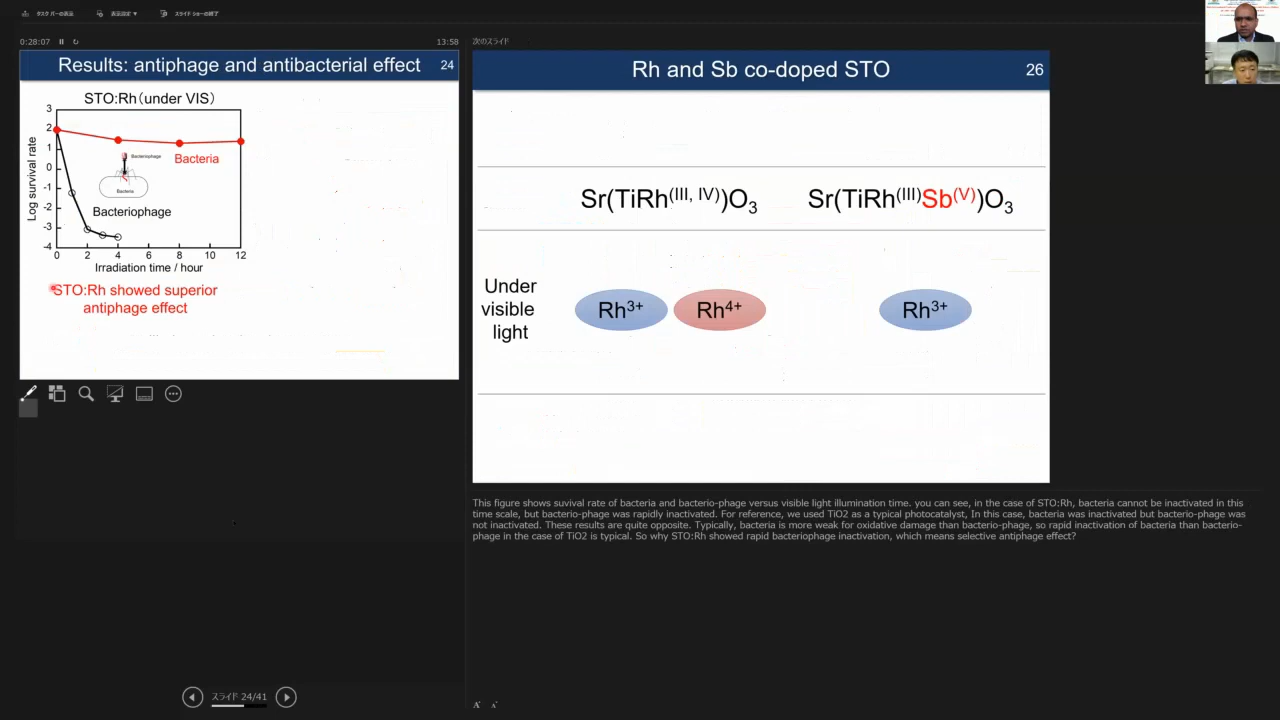 タスク バーの表示
表示設定 ▼
スライド ショーの終了
0:28:07
13:58
次のスライド
Results: antiphage and antibacterial effect
24
STO:Rh(under VIS)
3
2
1
0
-1
-2
-3
-4
Log survival rate
Bacteriophage
Bacteria
Bacteria
Bacteriophage
0 2 4 6 8 10 12
Irradiation time / hour
STO:Rh showed superior
antiphage effect
Rh and Sb co-doped STO
26
Sr(TiRh(III, IV))O3
Sr(TiRh(III)Sb(V))O3
Under
visible
light
Rh3+
Rh4+
Rh3+
This figure shows suvival rate of bacteria and bacterio-phage versus visible light illumination time. you can see, in the case of STO:Rh, bacteria cannot be inactivated in this
time scale, but bacterio-phage was rapidly inactivated. For reference, we used TiO2 as a typical photocatalyst, In this case, bacteria was inactivated but bacterio-phage was
not inactivated. These results are quite opposite. Typically, bacteria is more weak for oxidative damage than bacterio-phage, so rapid inactivation of bacteria than bacterio-
phage in the case of TiO2 is typical. So why STO:Rh showed rapid bacteriophage inactivation, which means selective antiphage effect?
スライド 24/41
A A